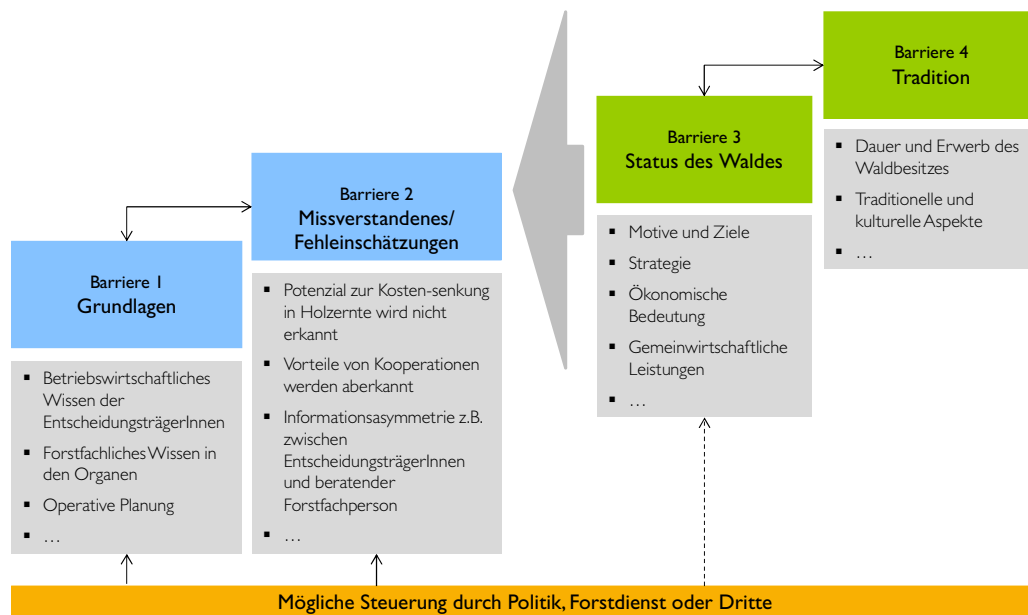 Barriere 1
Grundlagen
▪ Betriebswirtschaftliches
Wissen der
EntscheidungsträgerInnen
▪ Forstfachliches Wissen in
den Organen
▪ Operative Planung
▪ …
Barriere 2
Missverstandenes/
Fehleinschätzungen
▪ Potenzial zur Kosten-senkung
in Holzernte wird nicht
erkannt
▪ Vorteile von Kooperationen
werden aberkannt
▪ Informationsasymmetrie z.B.
zwischen
EntscheidungsträgerInnen
und beratender
Forstfachperson
▪ …
Barriere 3
Status des Waldes
▪ Motive und Ziele
▪ Strategie
▪ Ökonomische
Bedeutung
▪ Gemeinwirtschaftliche
Leistungen
▪ …
Barriere 4
Tradition
▪ Dauer und Erwerb des
Waldbesitzes
▪ Traditionelle und
kulturelle Aspekte
▪ …
Mögliche Steuerung durch Politik, Forstdienst oder Dritte